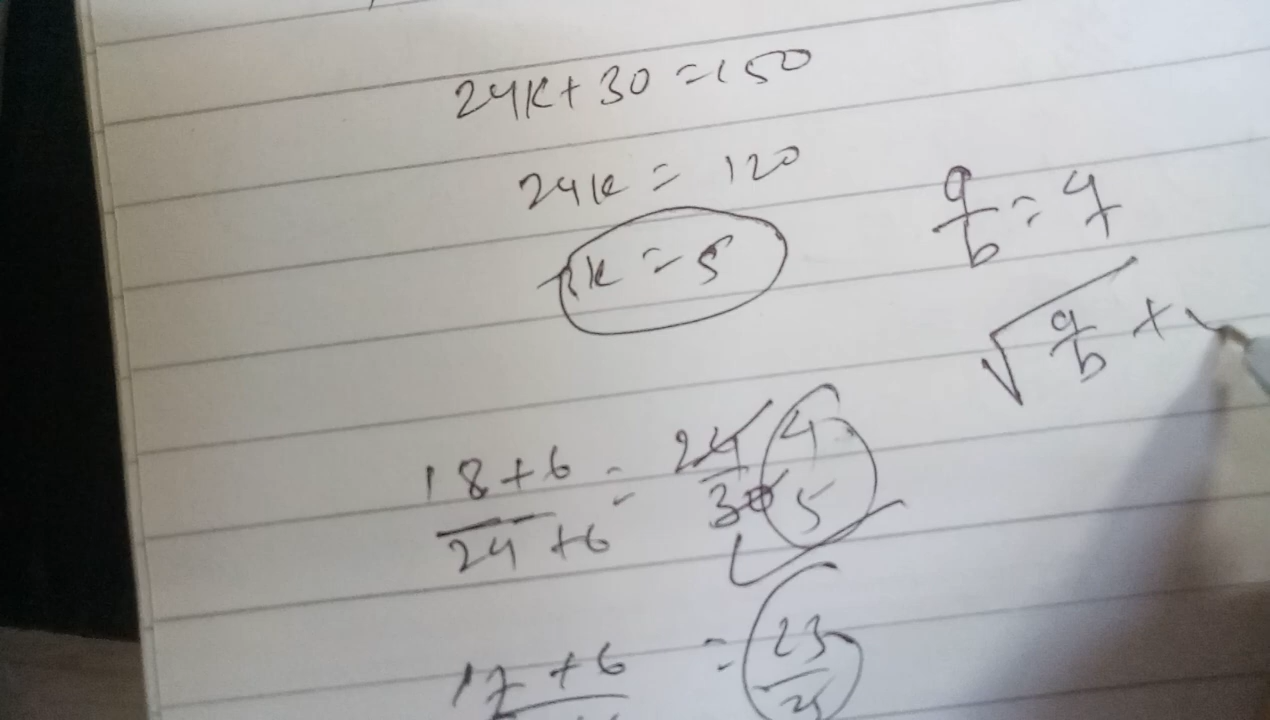 24k+30=150
24k = 120
k = 5
a/b = 4/
√a/b +
18+6/24+6 = 24/30 4/5
17+6 = 23/